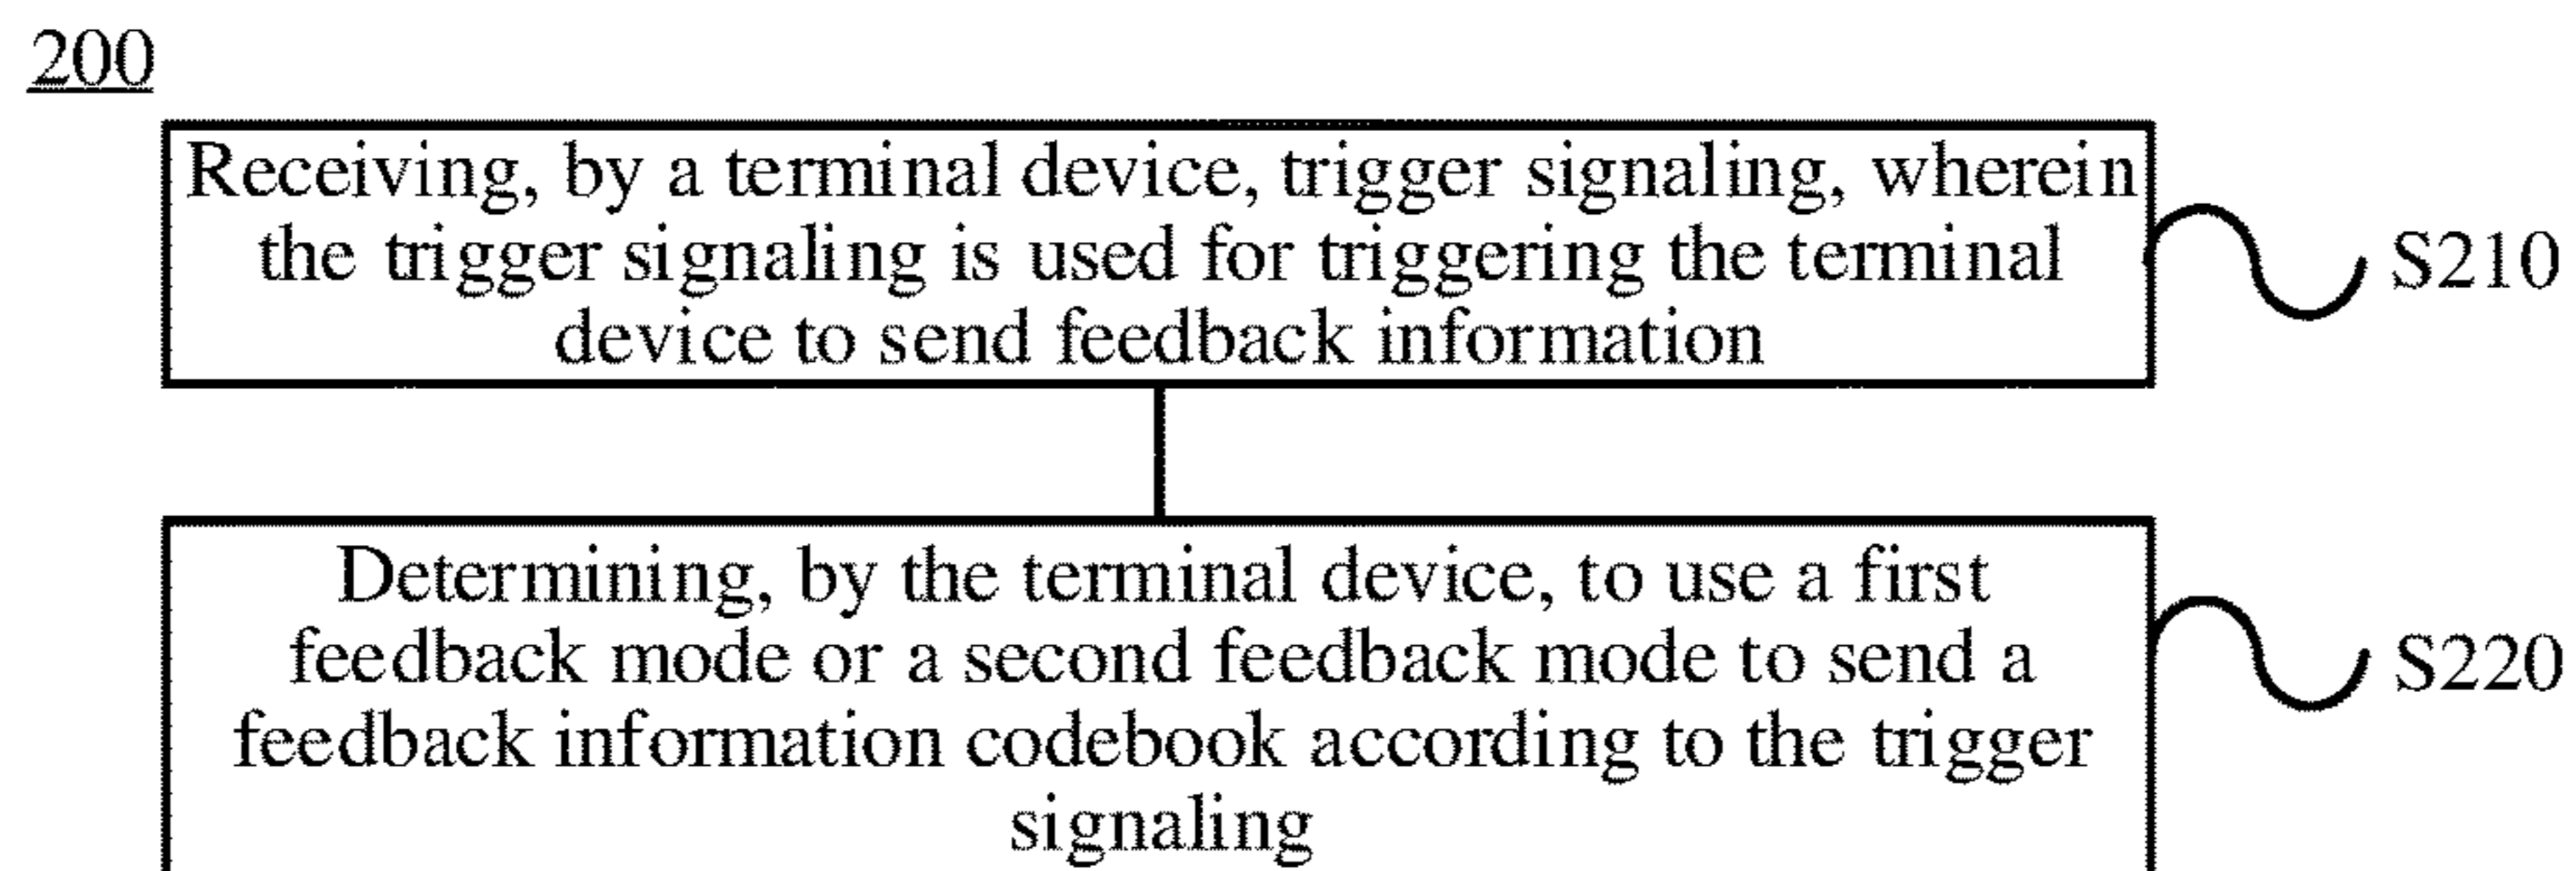 200
Receiving, by a terminal device, trigger signaling, wherein
the trigger signaling is used for triggering the terminal
device to send feedback information
S210
Determining, by the terminal device, to use a first
feedback mode or a second feedback mode to send a
feedback information codebook according to the trigger
signaling
S220